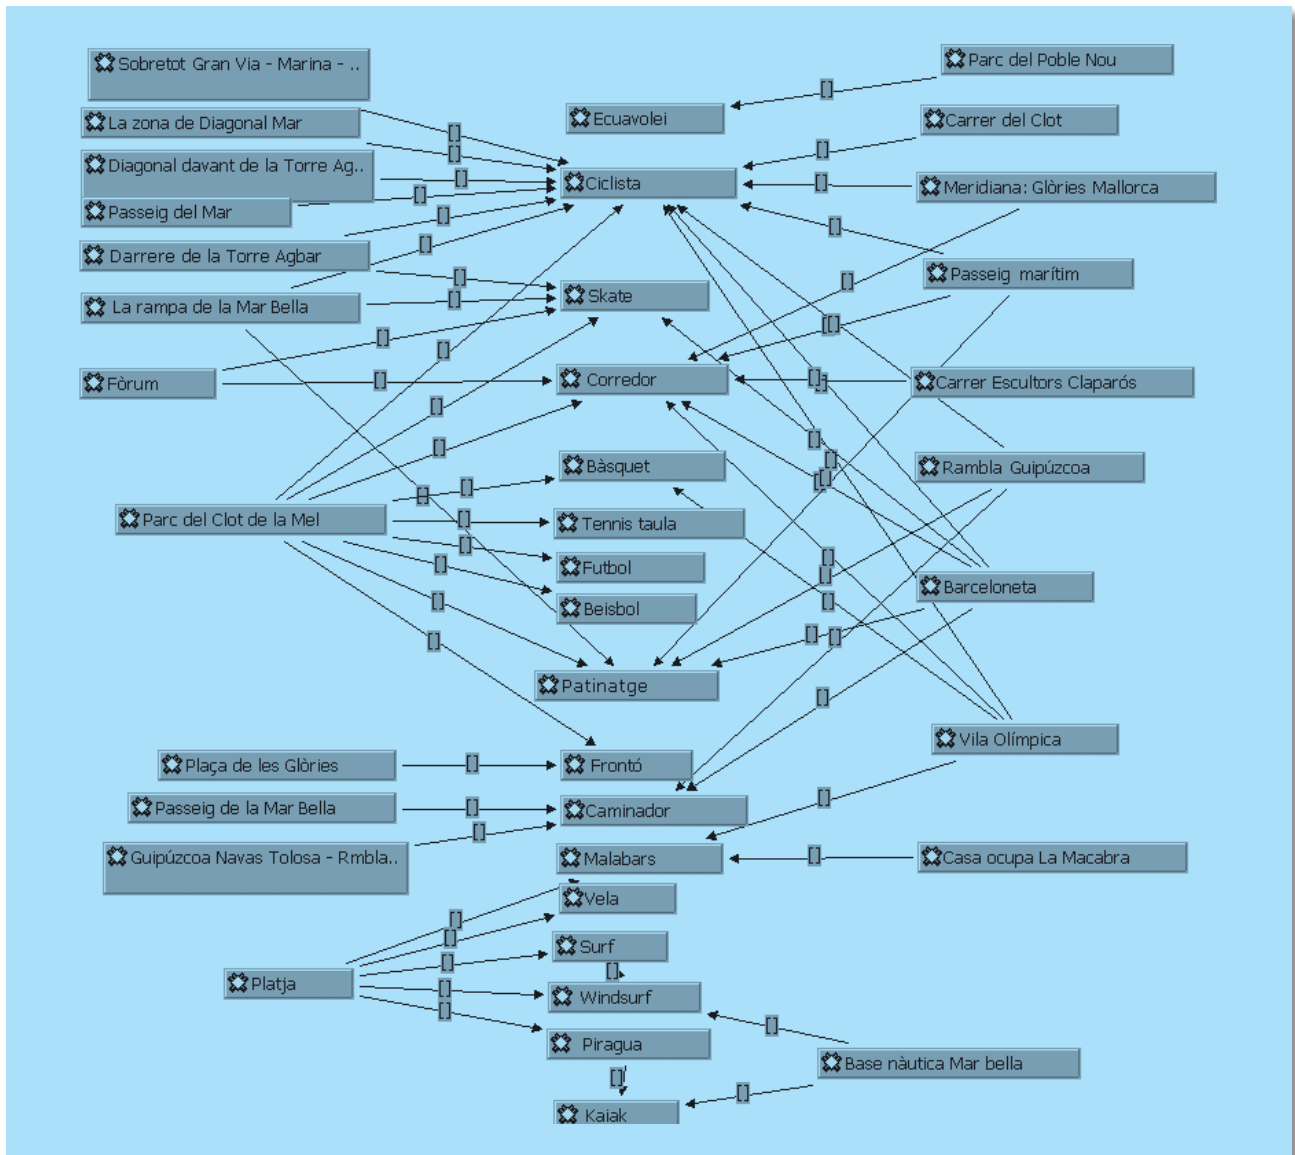 Sobretot Gran Via - Marina - ..
La zona de Diagonal Mar
Diagonal davant de la Torre Ag..
Passeig del Mar
Darrere de la Torre Agbar
La rampa de la Mar Bella
Fòrum
Parc del Clot de la Mel
Plaça de les Glòries
Passeig de la Mar Bella
Guipúzcoa Navas Tolosa - Rmbla..
Platja
Ecuavolei
Ciclista
Skate
Corredor
Bàsquet
Tennis taula
Futbol
Beisbol
Patinatge
Frontó
Caminador
Malabars
Vela
Surf
Windsurf
Piragua
Kaiak
Parc del Poble Nou
Carrer del Clot
Meridiana: Glòries Mallorca
Passeig marítim
Carrer Escultors Claparós
Rambla Guipúzcoa
Barceloneta
Vila Olímpica
Casa ocupa La Macabra
Base nàutica Mar bella